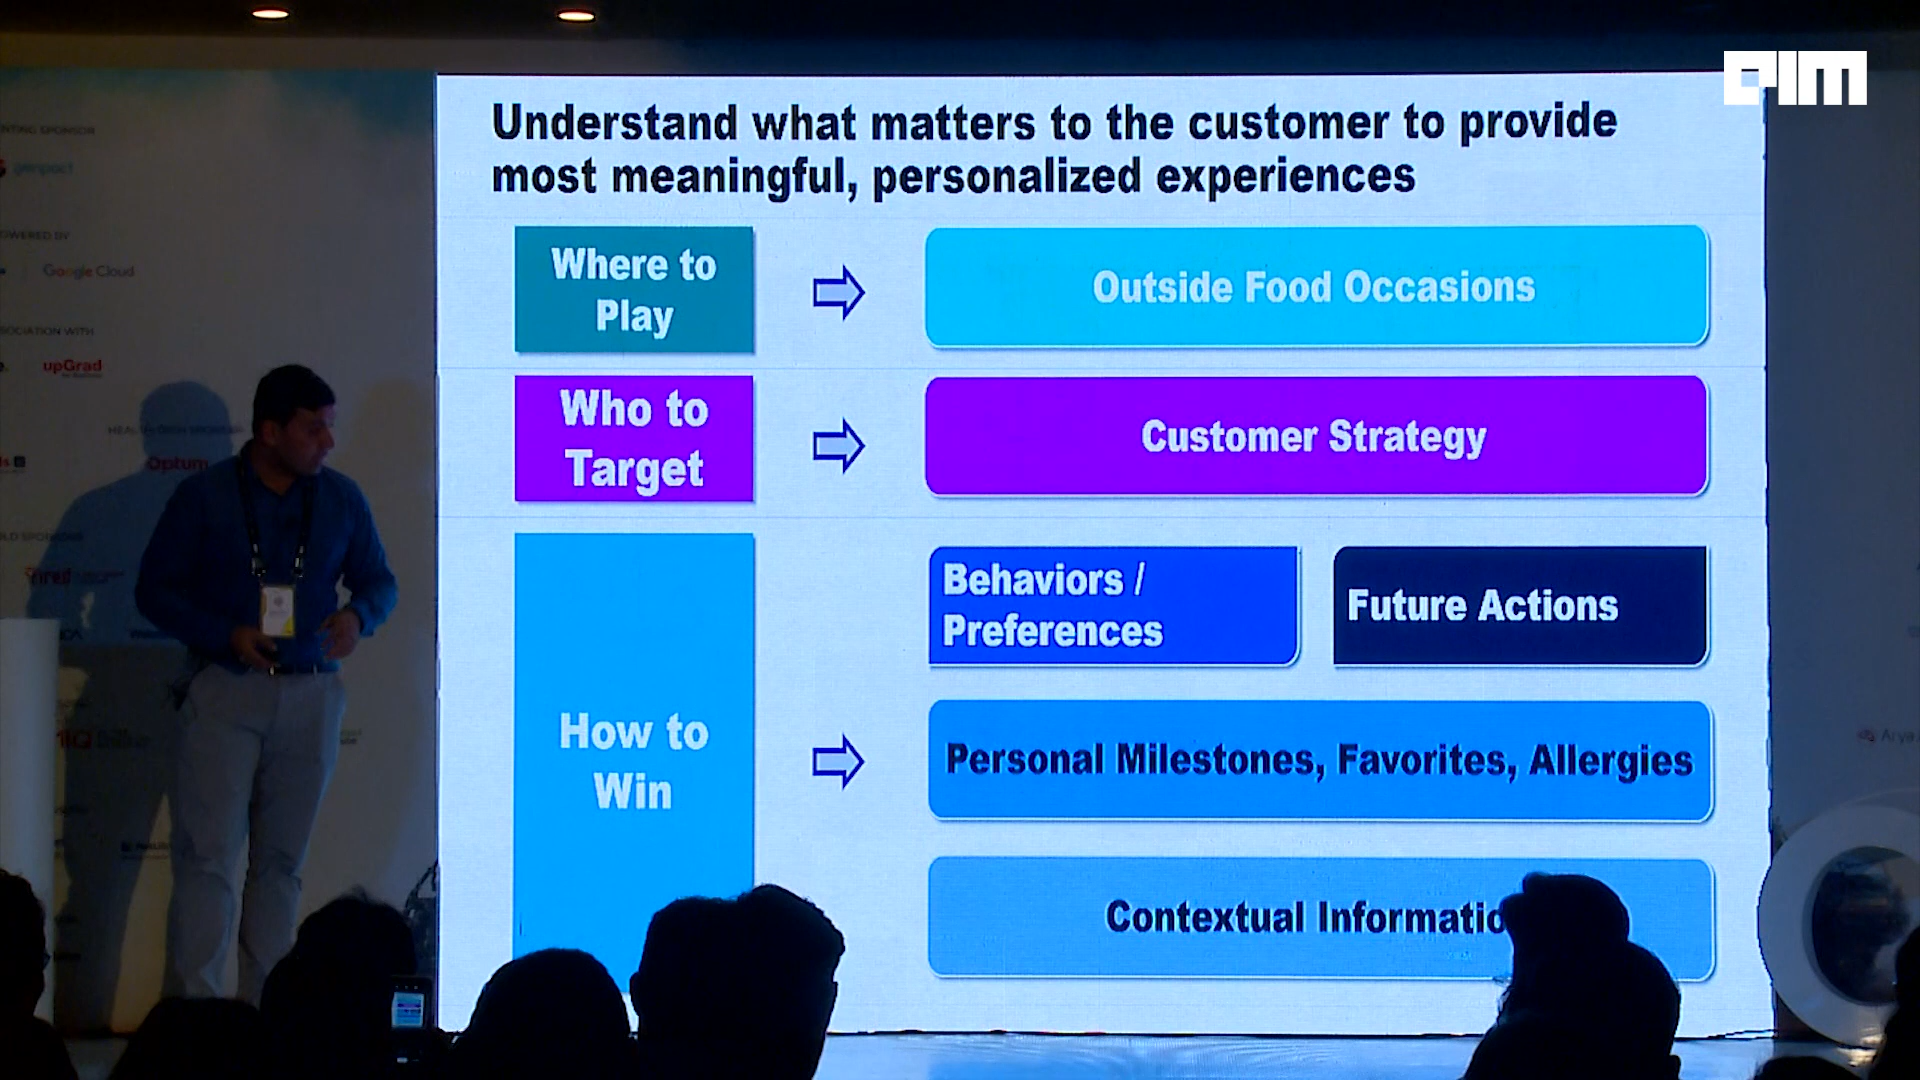 AIM
Understand what matters to the customer to provide
most meaningful, personalized experiences
Where to
Play
Outside Food Occasions
Who to
Target
Customer Strategy
How to
Win
Behaviors /
Preferences
Future Actions
Personal Milestones, Favorites, Allergies
Contextual Informatio
genpact
Google Cloud
upGrad
Optum